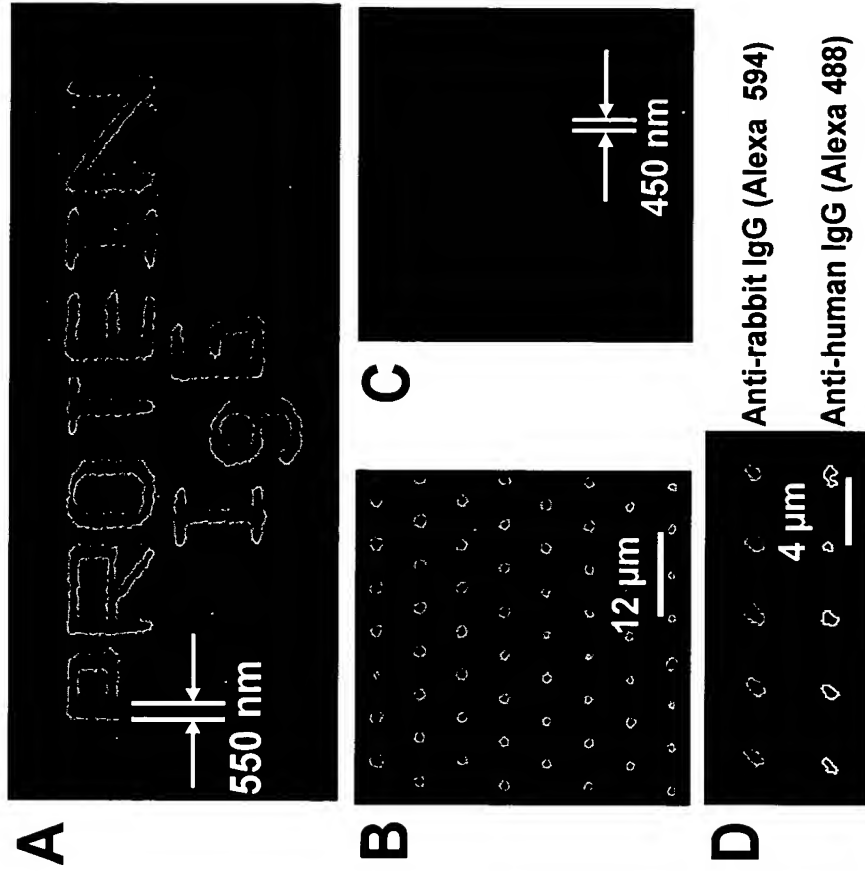 A
PROTEIN
IgE
550 nm
B
12 µm
C
450 nm
D
4 µm
Anti-rabbit IgG (Alexa 594)
Anti-human IgG (Alexa 488)